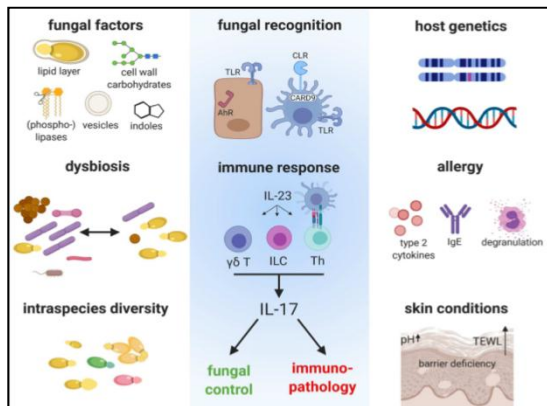 fungal factors
lipid layer
cell wall
carbohydrates
(phospho-)
lipases
vesicles
indoles
fungal recognition
TLR
CLR
AhR
CARD9
TLR
host genetics
dysbiosis
immune response
IL-23
γδ T
ILC
Th
IL-17
fungal
control
immuno-
pathology
allergy
type 2
cytokines
IgE
degranulation
intraspecies diversity
skin conditions
pH
TEWL
barrier deficiency